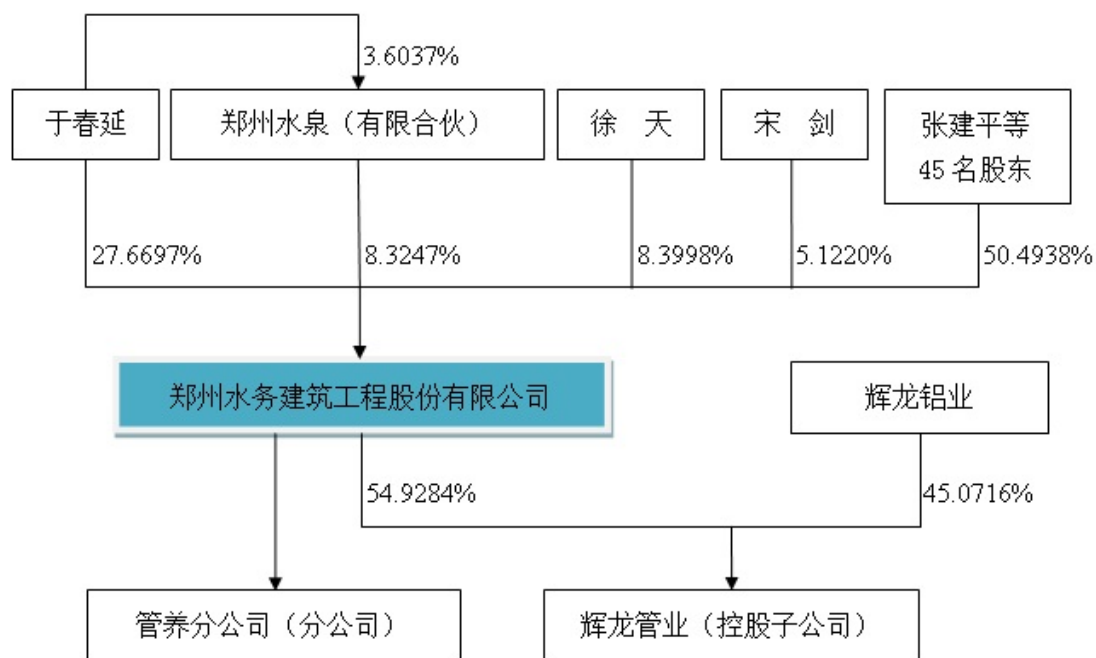 3.6037%
于春延
郑州水泉（有限合伙）
徐 天
宋 剑
张建平等
45 名股东
27.6697%
8.3247%
8.3998%
5.1220%
50.4938%
郑州水务建筑工程股份有限公司
辉龙铝业
54.9284%
45.0716%
管养分公司（分公司）
辉龙管业（控股子公司）